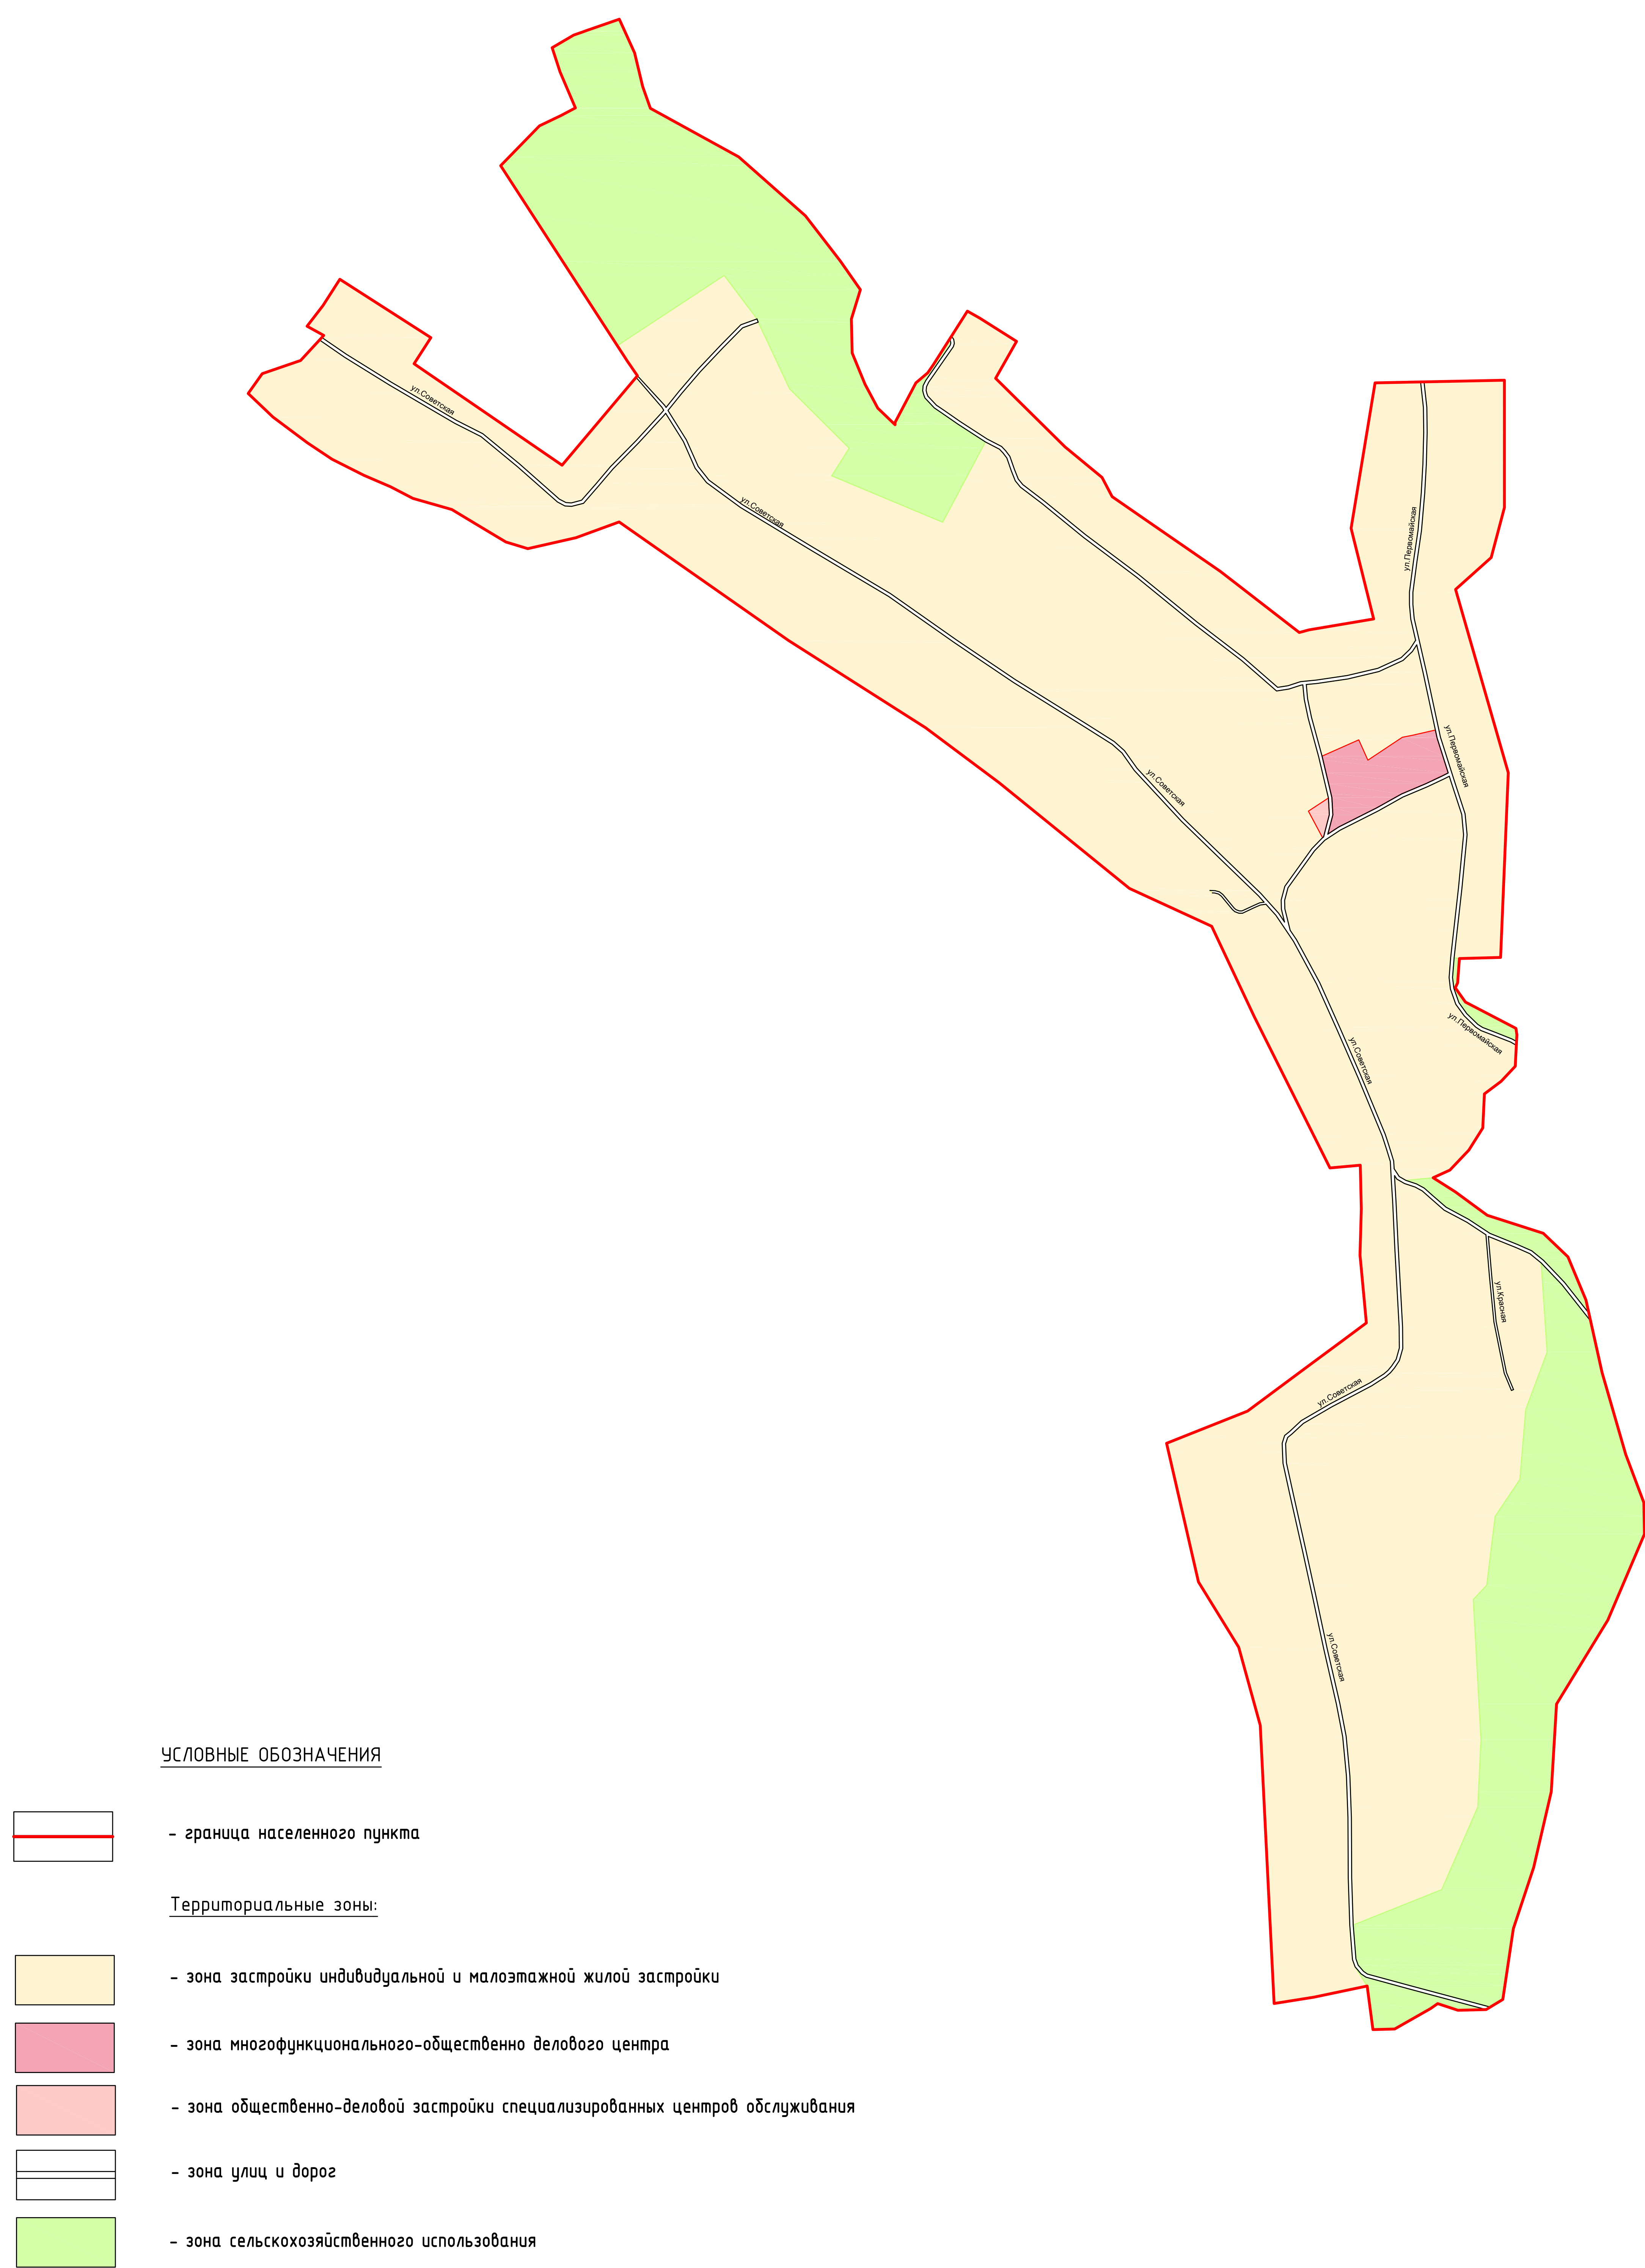 ул.Советская
ул.Советская
ул.Первомайская
ул.Первомайская
ул.Советская
ул.Первомайская
ул.Советская
ул.Красная
ул.Советская
ул.Советская
УСЛОВНЫЕ ОБОЗНАЧЕНИЯ
- граница населенного пункта
Территориальные зоны:
- зона застройки индивидуальной и малоэтажной жилой застройки
- зона многофункционального-общественно делового центра
- зона общественно-деловой застройки специализированных центров обслуживания
- зона улиц и дорог
- зона сельскохозяйственного использования